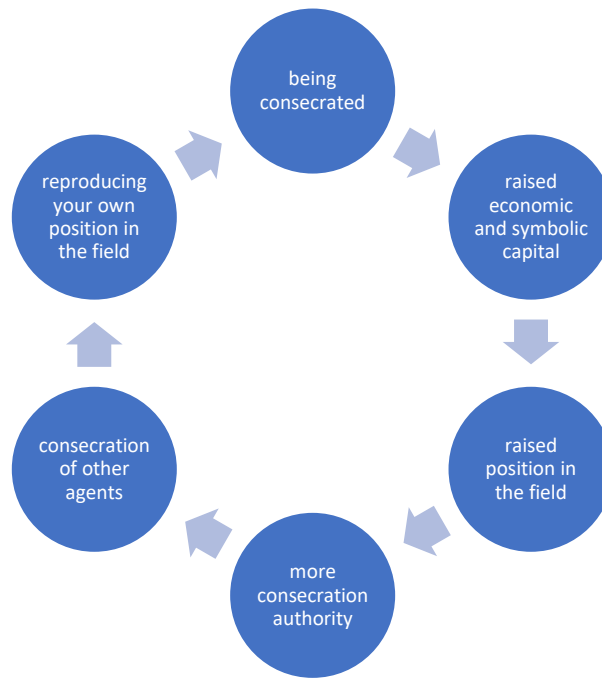 being
consecrated
raised
economic
and symbolic
capital
raised
position in
the field
more
consecration
authority
consecration
of other
agents
reproducing
your own
position in
the field